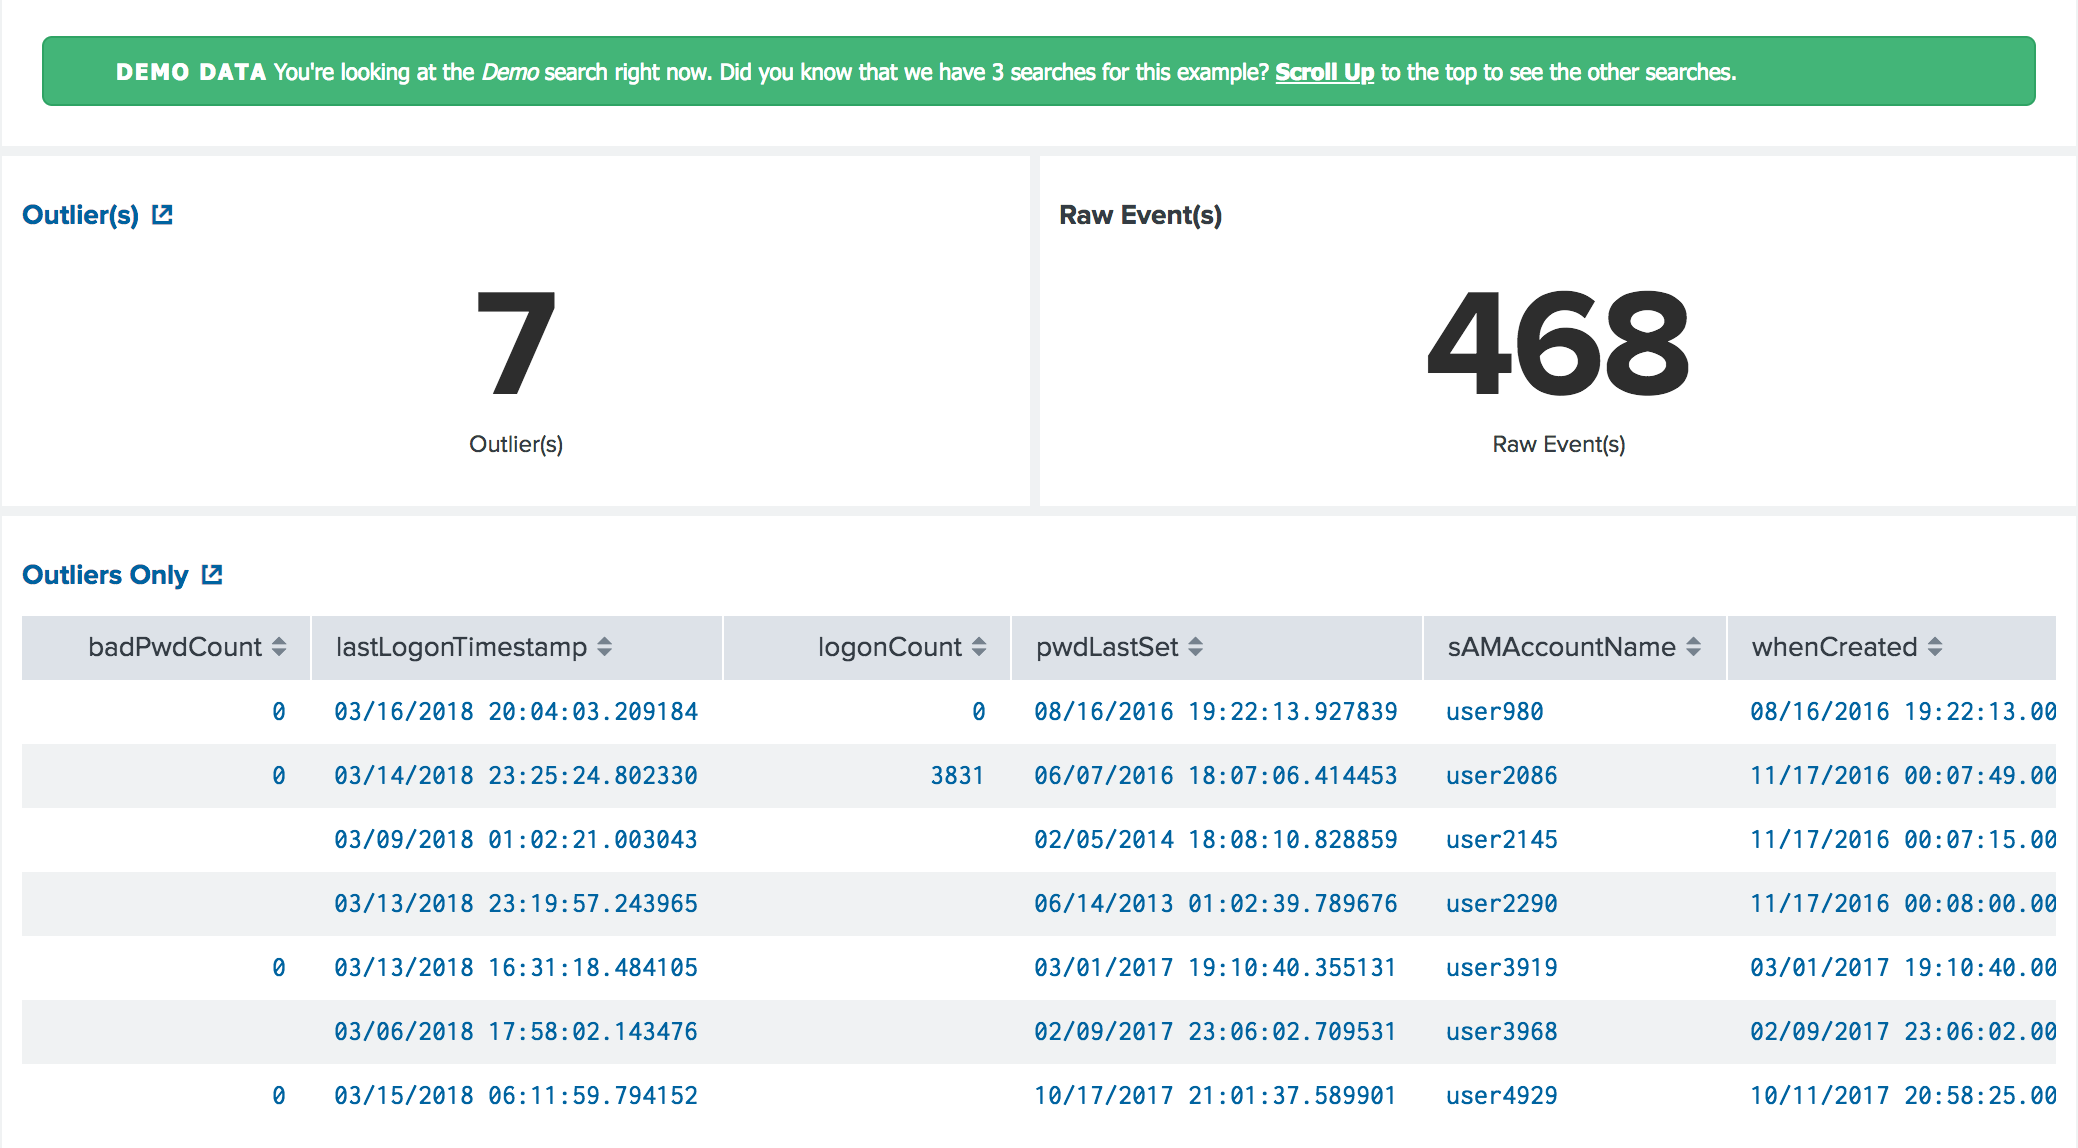 DEMO DATA You're looking at the Demo search right now. Did you know that we have 3 searches for this example? Scroll Up to the top to see the other searches.
Outlier(s)
Raw Event(s)
7
468
Outlier(s)
Raw Event(s)
Outliers Only
badPwdCount lastLogonTimestamp logonCount pwdLastSet sAMAccountName whenCreated
0 03/16/2018 20:04:03.209184 0 08/16/2016 19:22:13.927839 user980 08/16/2016 19:22:13.00
0 03/14/2018 23:25:24.802330 3831 06/07/2016 18:07:06.414453 user2086 11/17/2016 00:07:49.00
03/09/2018 01:02:21.003043 02/05/2014 18:08:10.828859 user2145 11/17/2016 00:07:15.00
03/13/2018 23:19:57.243965 06/14/2013 01:02:39.789676 user2290 11/17/2016 00:08:00.00
0 03/13/2018 16:31:18.484105 03/01/2017 19:10:40.355131 user3919 03/01/2017 19:10:40.00
03/06/2018 17:58:02.143476 02/09/2017 23:06:02.709531 user3968 02/09/2017 23:06:02.00
0 03/15/2018 06:11:59.794152 10/17/2017 21:01:37.589901 user4929 10/11/2017 20:58:25.00